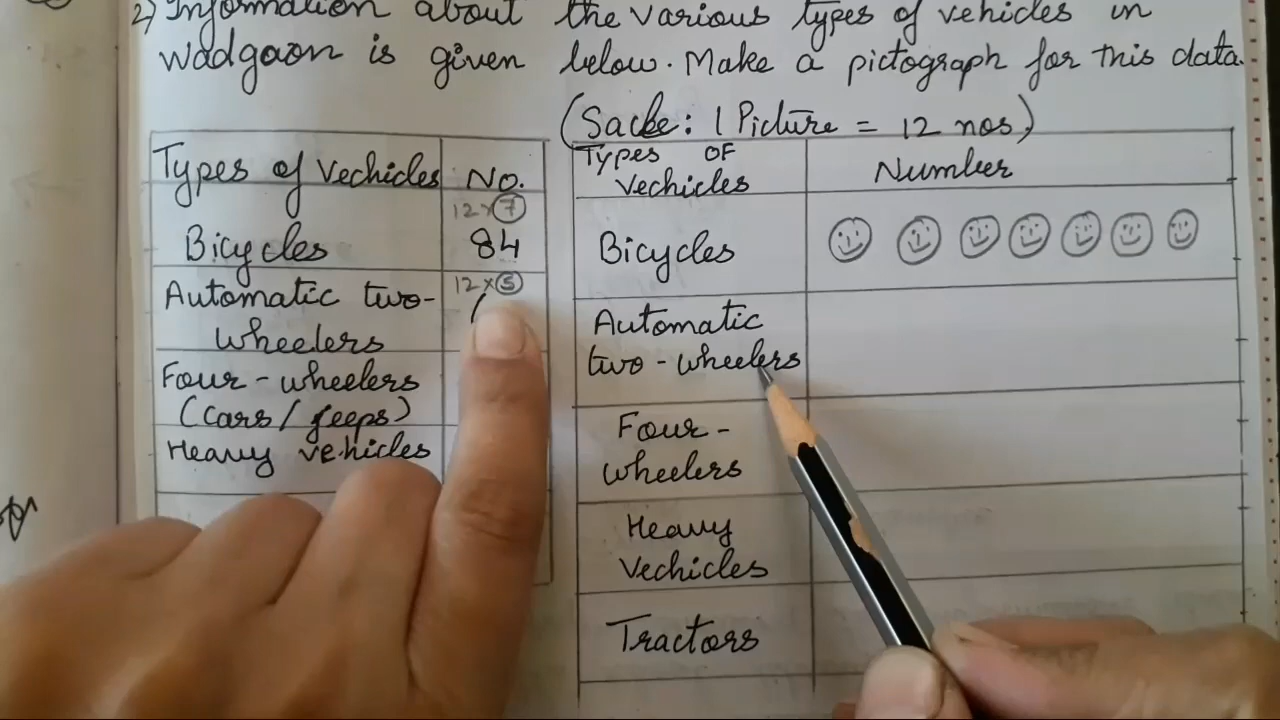 2) Information about the various types of vehicles in
Wadgaon is given below. Make a pictograph for this data.
(Sacle: 1 Picture = 12 nos)
Types of Vechicles No.
12 × 7
Bicycles 84
12 × 5
Automatic two-
wheelers
Four-wheelers
(Cars/Jeeps)
Heavy vehicles
Types OF
Vechicles
Number
Bicycles
Automatic
two-wheelers
Four-
wheelers
Heavy
Vechicles
Tractors